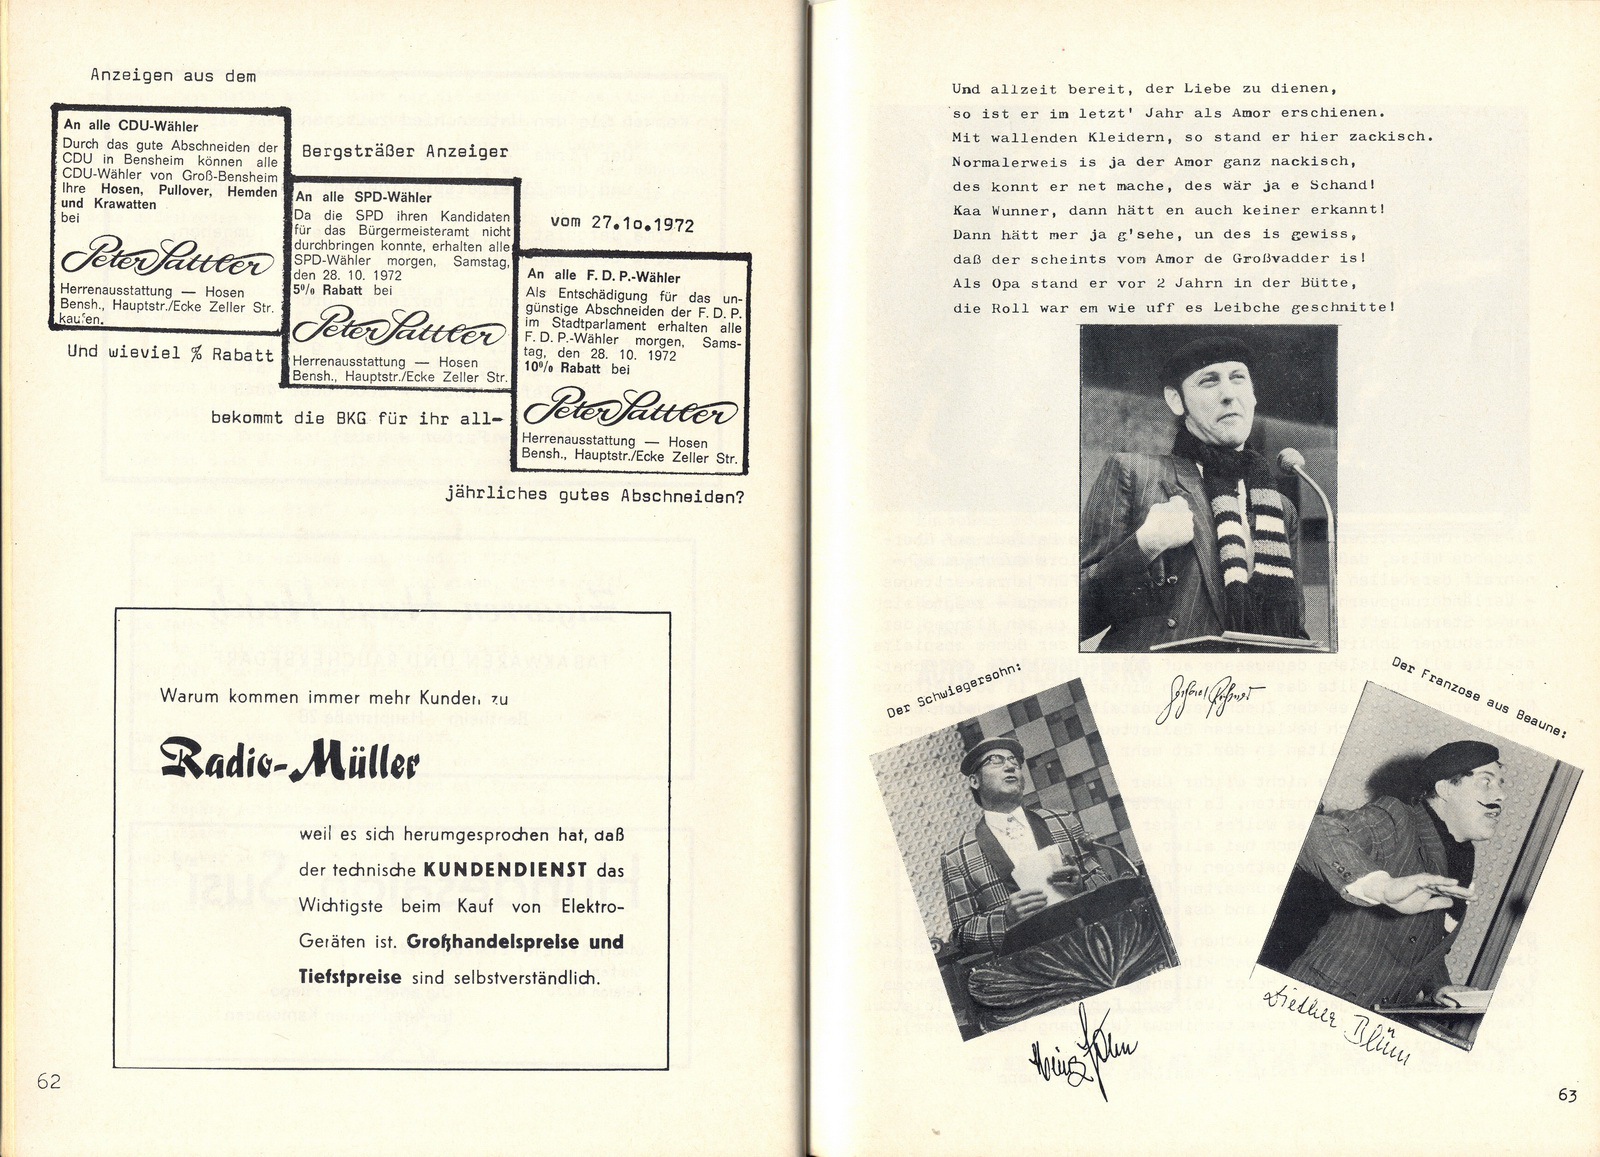 Anzeigen aus dem
An alle CDU-Wähler
Durch das gute Abschneiden der
CDU in Bensheim können alle
CDU-Wähler von Groß-Bensheim
Ihre Hosen, Pullover, Hemden
und Krawatten
bei
Peter Sattler
Herrenausstattung — Hosen
Bensh., Hauptstr./Ecke Zeller Str.
kaufen.
Bergsträßer Anzeiger
An alle SPD-Wähler
Da die SPD ihren Kandidaten
für das Bürgermeisteramt nicht
durchbringen konnte, erhalten alle
SPD-Wähler morgen, Samstag,
den 28. 10. 1972
5% Rabatt bei
Peter Sattler
Herrenausstattung — Hosen
Bensh., Hauptstr./Ecke Zeller Str.
vom 27.1o.1972
An alle F. D. P.-Wähler
Als Entschädigung für das un-
günstige Abschneiden der F. D. P.
im Stadtparlament erhalten alle
F. D. P.-Wähler morgen, Sams-
tag, den 28. 10. 1972
10% Rabatt bei
Peter Sattler
Herrenausstattung — Hosen
Bensh., Hauptstr./Ecke Zeller Str.
Und wieviel % Rabatt
bekommt die BKG für ihr all-
jährliches gutes Abschneiden?
Warum kommen immer mehr Kunden zu
Radio-Müller
weil es sich herumgesprochen hat, daß
der technische KUNDENDIENST das
Wichtigste beim Kauf von Elektro-
Geräten ist. Großhandelspreise und
Tiefstpreise sind selbstverständlich.
62
Und allzeit bereit, der Liebe zu dienen,
so ist er im letzt' Jahr als Amor erschienen.
Mit wallenden Kleidern, so stand er hier zackisch.
Normalerweis is ja der Amor ganz nackisch,
des konnt er net mache, des wär ja e Schand!
Kaa Wunner, dann hätt en auch keiner erkannt!
Dann hätt mer ja g'sehe, un des is gewiss,
daß der scheints vom Amor de Großvadder is!
Als Opa stand er vor 2 Jahrn in der Bütte,
die Roll war em wie uff es Leibche geschnitte!
Der Schwiegersohn:
Der Franzose aus Beaune:
Heinz
Diether Blüm
63